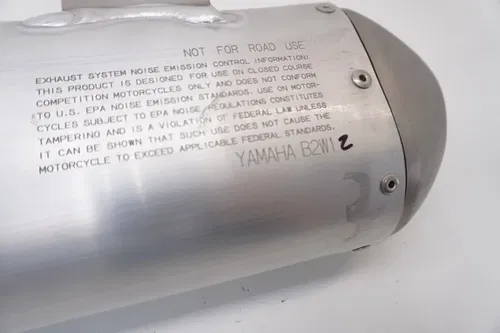 NOT FOR ROAD USE
EXHAUST SYSTEM NOISE EMISSION CONTROL INFORMATION:
THIS PRODUCT IS DESIGNED FOR USE ON CLOSED COURSE
COMPETITION MOTORCYCLES ONLY AND DOES NOT CONFORM
TO U.S. EPA NOISE EMISSION STANDARDS. USE ON MOTOR-
CYCLES SUBJECT TO EPA NOISE REGULATIONS CONSTITUTES
TAMPERING AND IS A VIOLATION OF FEDERAL LAW UNLESS
IT CAN BE SHOWN THAT SUCH USE DOES NOT CAUSE THE
MOTORCYCLE TO EXCEED APPLICABLE FEDERAL STANDARDS.
YAMAHA B2W1 2